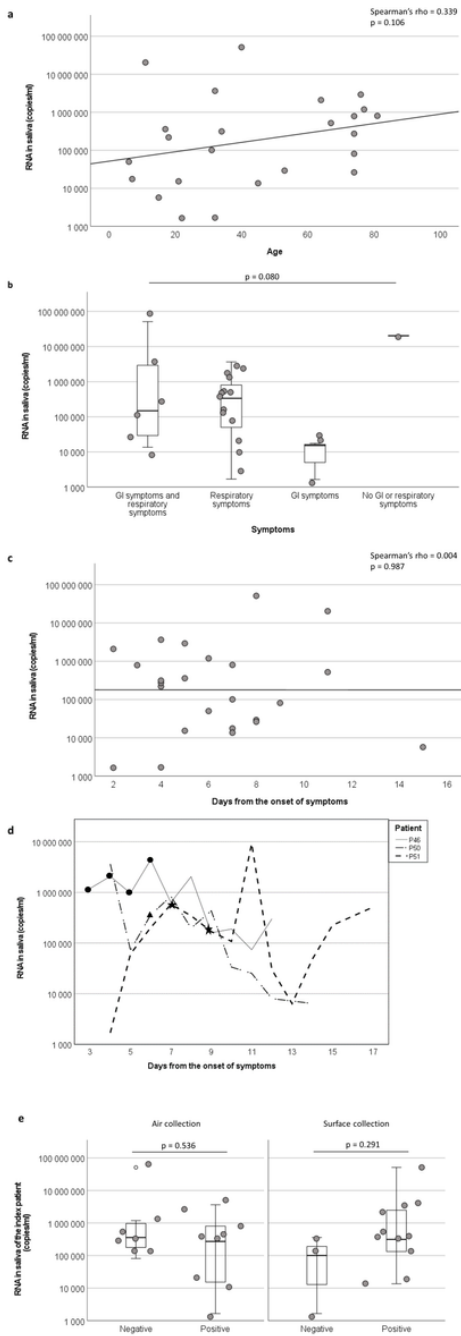 a
Spearman's rho = 0.339
p = 0.106
RNA in saliva (copies/ml)
100 000 000
10 000 000
1 000 000
100 000
10 000
1 000
0 20 40 60 80 100
Age
b
p = 0.080
RNA in saliva (copies/ml)
100 000 000
10 000 000
1 000 000
100 000
10 000
1 000
GI symptoms and respiratory symptoms
Respiratory symptoms
GI symptoms
No GI or respiratory symptoms
Symptoms
c
Spearman's rho = 0.004
p = 0.987
RNA in saliva (copies/ml)
100 000 000
10 000 000
1 000 000
100 000
10 000
1 000
2 4 6 8 10 12 14 16
Days from the onset of symptoms
d
Patient
P46
P50
P51
RNA in saliva (copies/ml)
10 000 000
1 000 000
100 000
10 000
1 000
3 5 7 9 11 13 15 17
Days from the onset of symptoms
e
Air collection
Surface collection
p = 0.536
p = 0.291
RNA in saliva of the index patient
(copies/ml)
100 000 000
10 000 000
1 000 000
100 000
10 000
1 000
Negative Positive Negative Positive